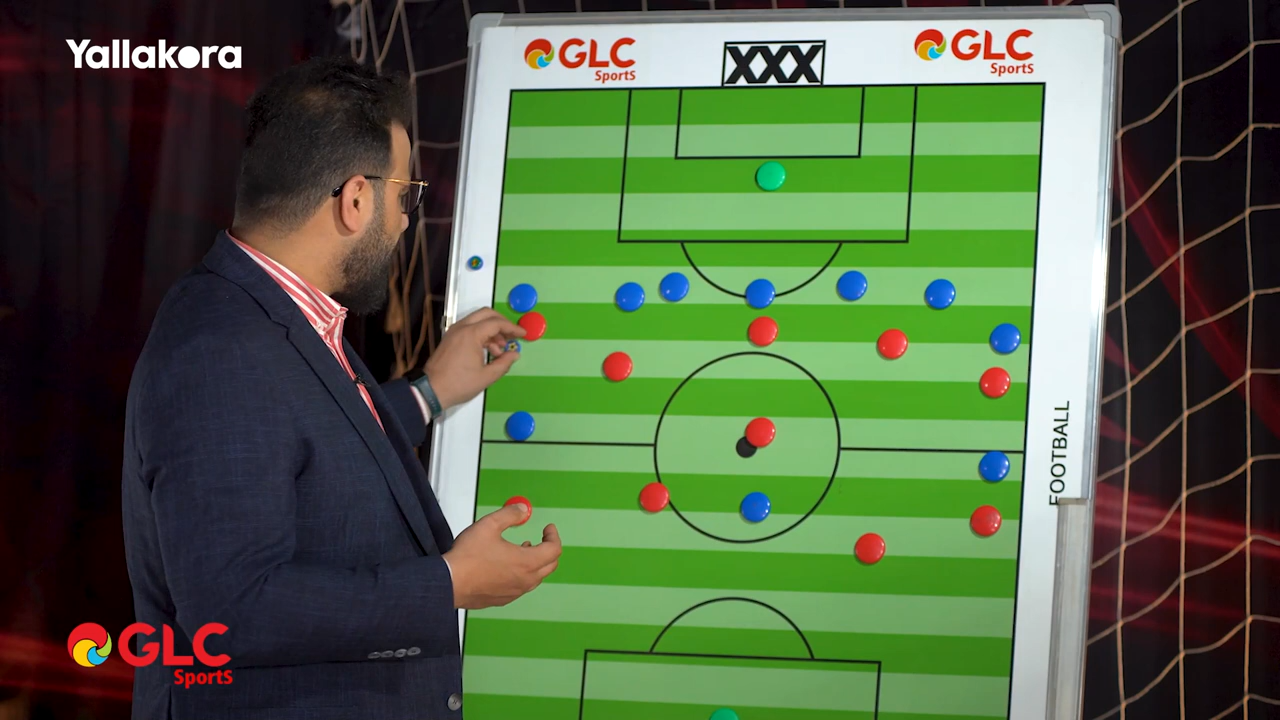 Yallakora
GLC
Sports
XXX
GLC
Sports
FOOTBALL
GLC
Sports